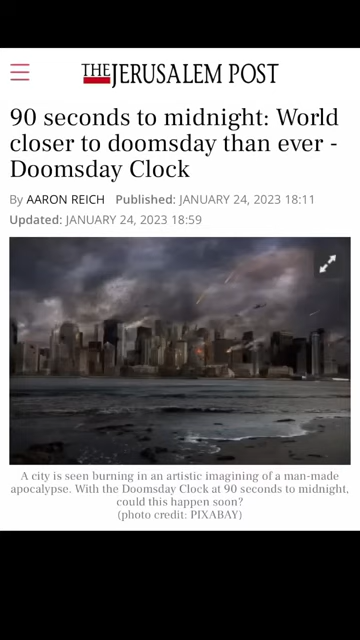 THE JERUSALEM POST
90 seconds to midnight: World
closer to doomsday than ever -
Doomsday Clock
By AARON REICH Published: JANUARY 24, 2023 18:11
Updated: JANUARY 24, 2023 18:59
A city is seen burning in an artistic imagining of a man-made
apocalypse. With the Doomsday Clock at 90 seconds to midnight,
could this happen soon?
(photo credit: PIXABAY)